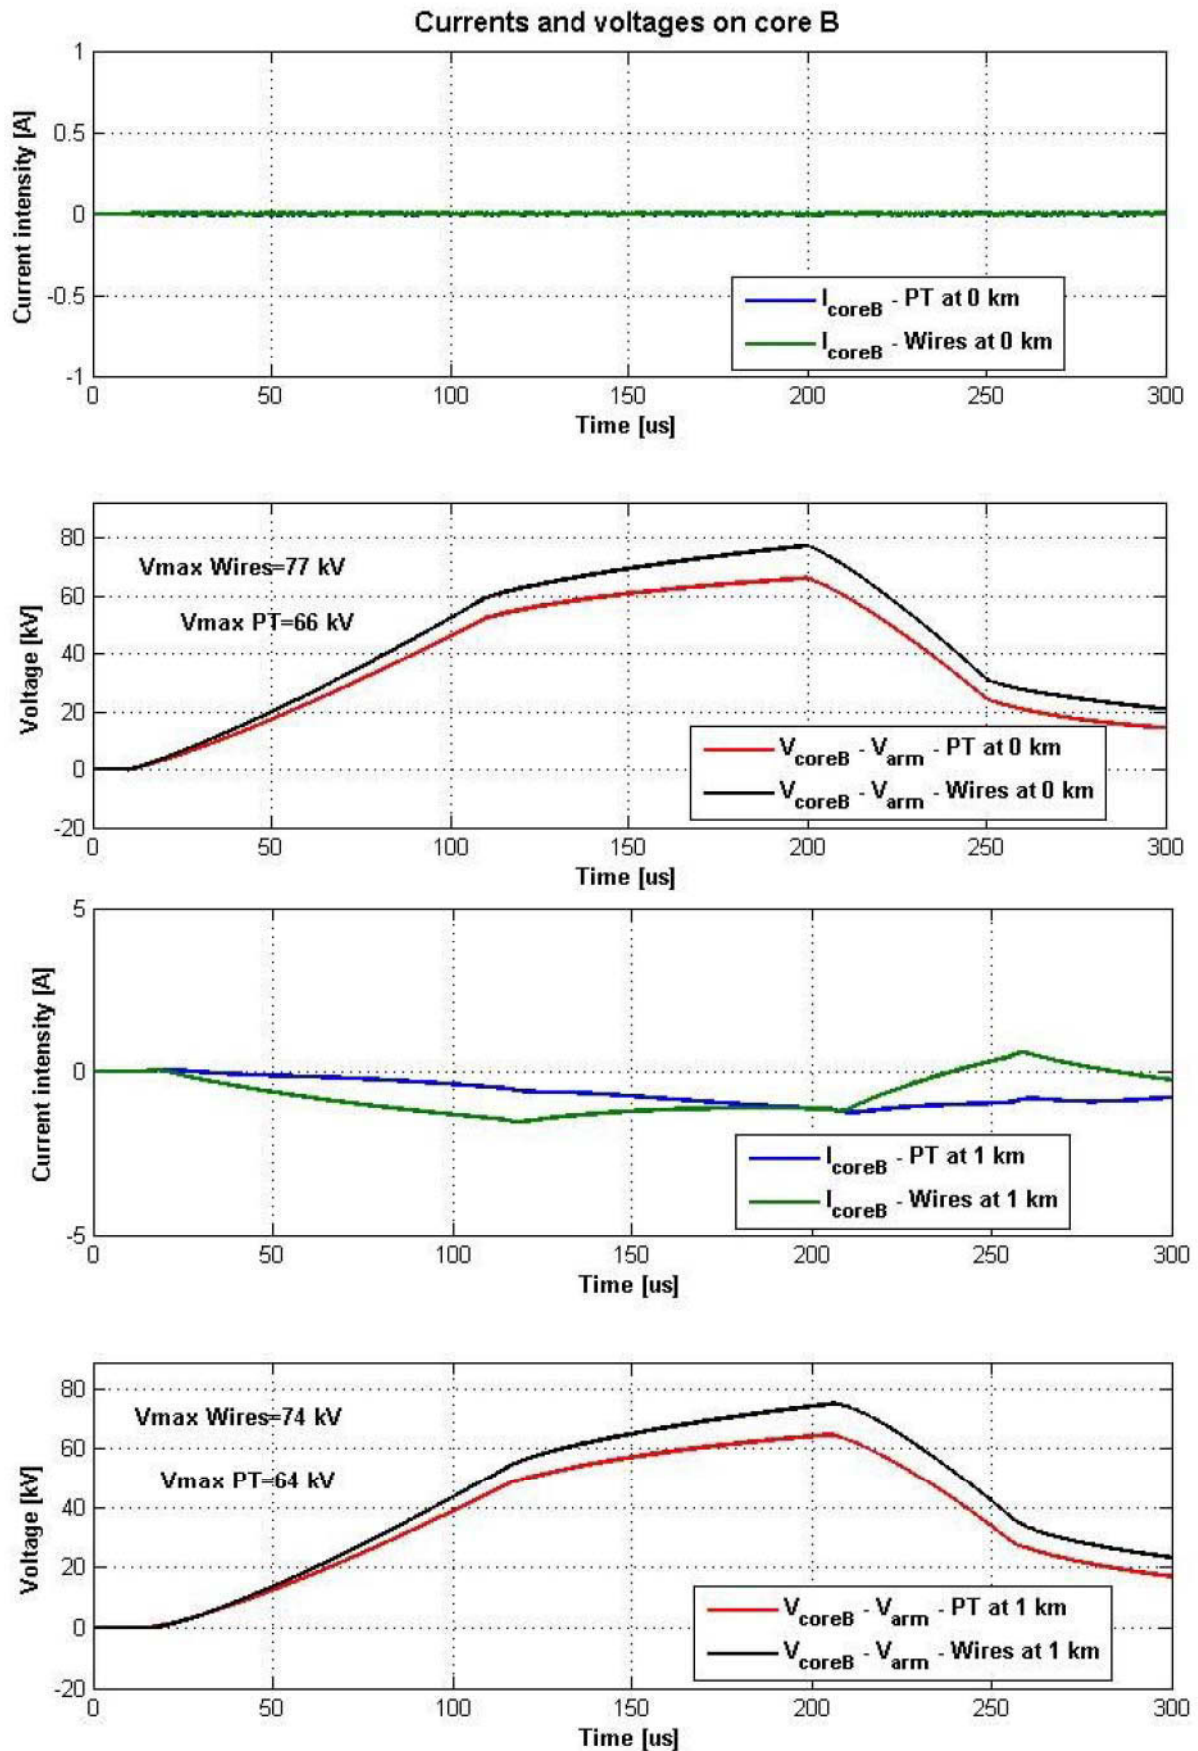 Currents and voltages on core B
1
0.5
0
-0.5
-1
Current intensity [A]
I_coreB - PT at 0 km
I_coreB - Wires at 0 km
0 50 100 150 200 250 300
Time [us]
80
60
40
20
0
-20
Voltage [kV]
Vmax Wires=77 kV
Vmax PT=66 kV
V_coreB - V_arm - PT at 0 km
V_coreB - V_arm - Wires at 0 km
0 50 100 150 200 250 300
Time [us]
5
0
-5
Current intensity [A]
I_coreB - PT at 1 km
I_coreB - Wires at 1 km
0 50 100 150 200 250 300
Time [us]
80
60
40
20
0
-20
Voltage [kV]
Vmax Wires=74 kV
Vmax PT=64 kV
V_coreB - V_arm - PT at 1 km
V_coreB - V_arm - Wires at 1 km
0 50 100 150 200 250 300
Time [us]